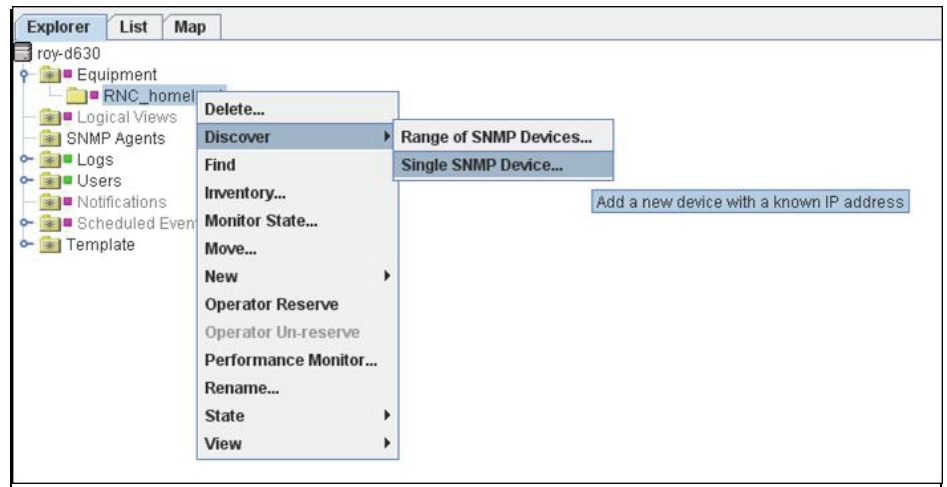 Explorer List Map
roy-d630
Equipment
RNC_homel
Logical Views
SNMP Agents
Logs
Users
Notifications
Scheduled Even
Template
Delete...
Discover
Find
Inventory...
Monitor State...
Move...
New
Operator Reserve
Operator Un-reserve
Performance Monitor...
Rename...
State
View
Range of SNMP Devices...
Single SNMP Device...
Add a new device with a known IP address